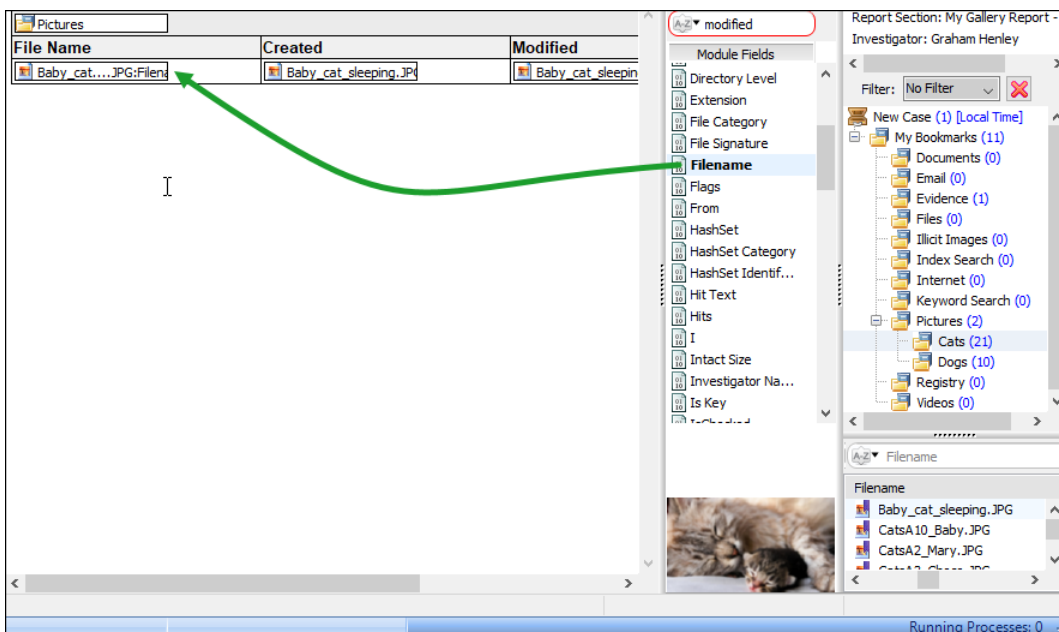 Pictures
File Name Created Modified
Baby_cat....JPG:Filena Baby_cat_sleeping.JPG Baby_cat_sleepin
modified
Module Fields
Directory Level
Extension
File Category
File Signature
Filename
Flags
From
HashSet
HashSet Category
HashSet Identif...
Hit Text
Hits
I
Intact Size
Investigator Na...
Is Key
IsChecked
Report Section: My Gallery Report -
Investigator: Graham Henley
Filter: No Filter
New Case (1) [Local Time]
My Bookmarks (11)
Documents (0)
Email (0)
Evidence (1)
Files (0)
Illicit Images (0)
Index Search (0)
Internet (0)
Keyword Search (0)
Pictures (2)
Cats (21)
Dogs (10)
Registry (0)
Videos (0)
A-Z Filename
Filename
Baby_cat_sleeping.JPG
CatsA10_Baby.JPG
CatsA2_Mary.JPG
Running Processes: 0